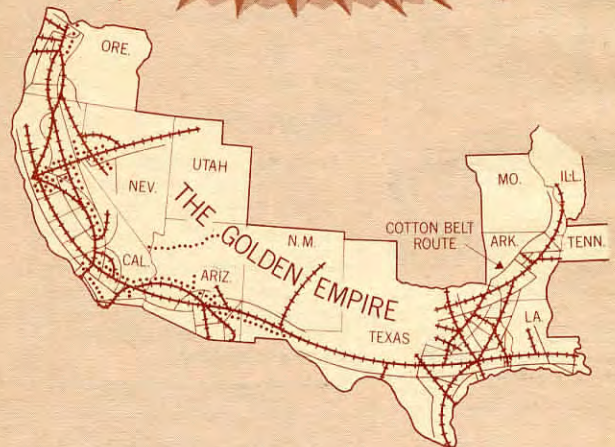 ORE.
MO.
ILL.
UTAH
NEV.
THE GOLDEN EMPIRE
N.M.
COTTON BELT
ROUTE
ARK.
TENN.
CAL.
ARIZ.
TEXAS
LA.